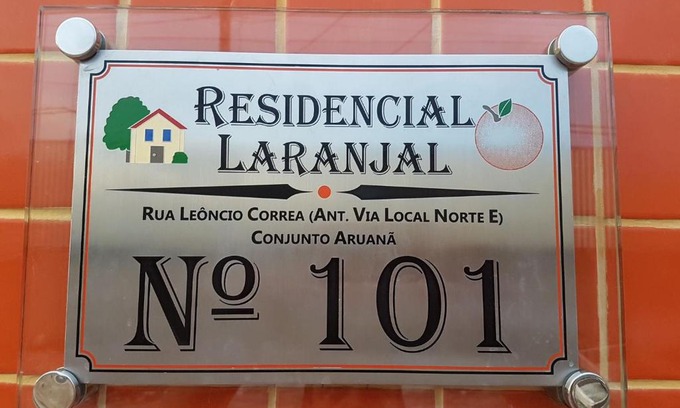 Residencial
Laranjal
Rua Leôncio Correa (Ant. Via Local Norte E)
Conjunto Aruanã
Nº 101